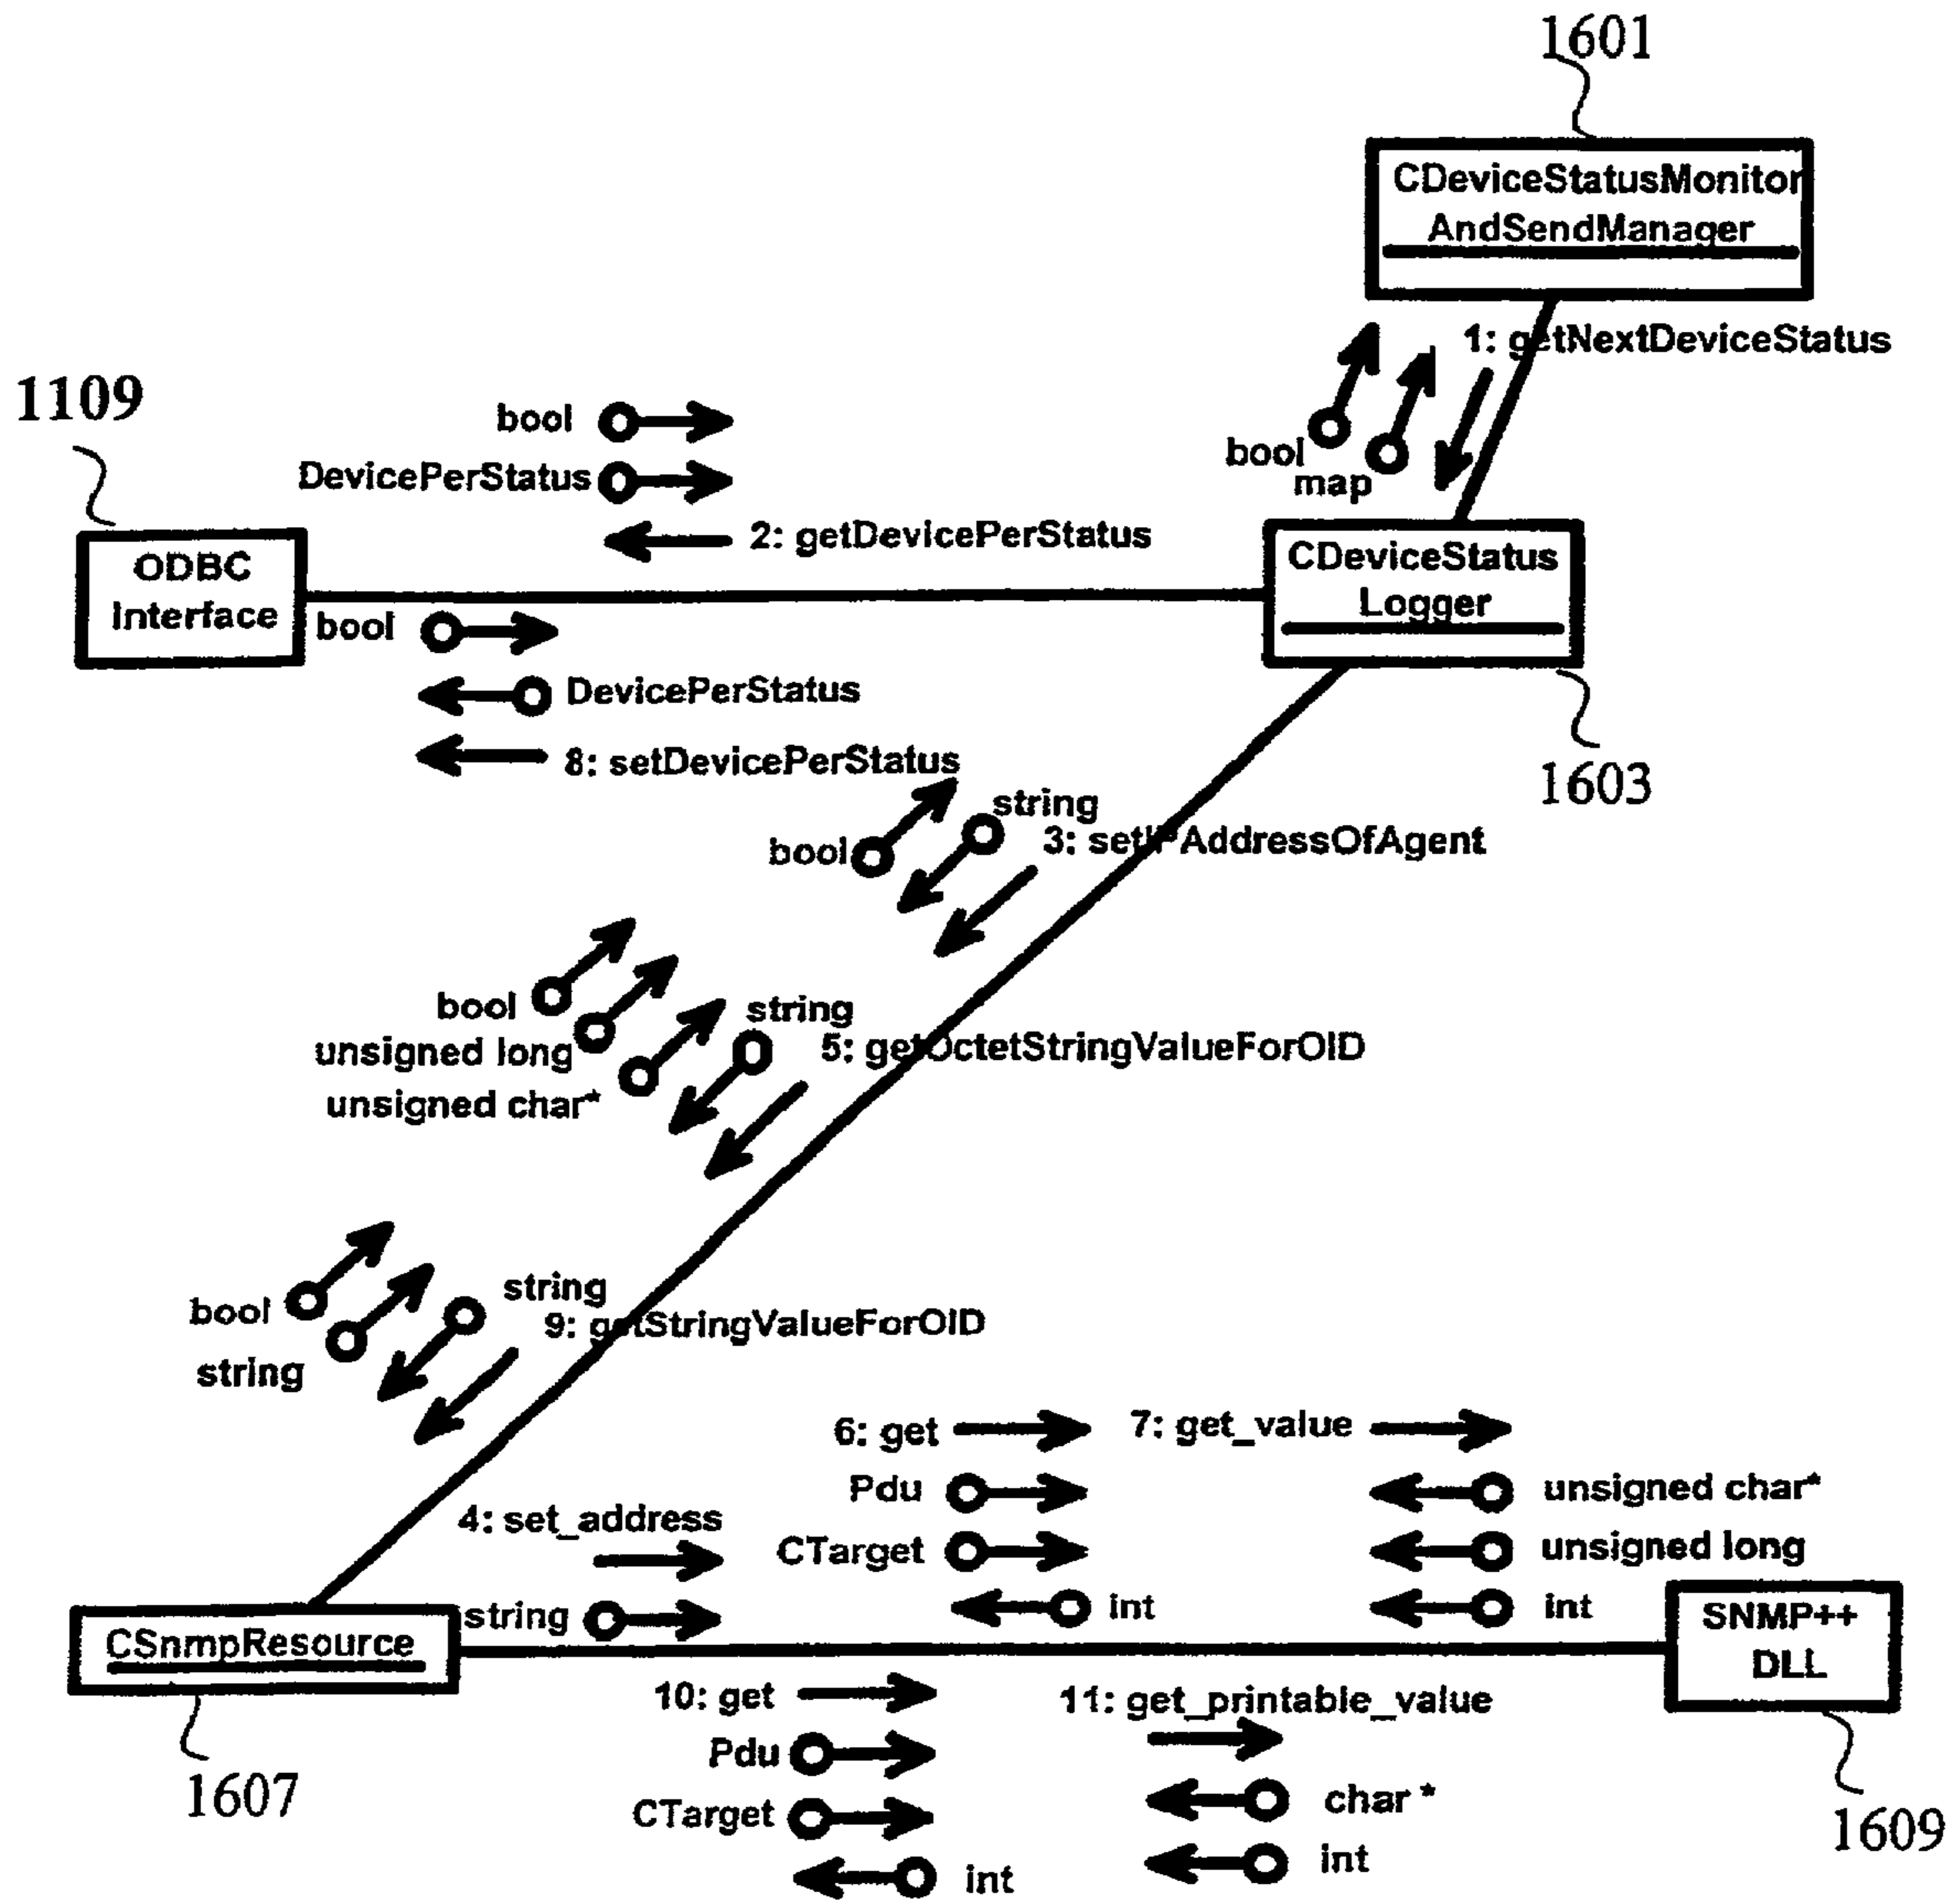 1601
CDeviceStatusMonitor
AndSendManager
1: getNextDeviceStatus
bool
map
1109
bool
DevicePerStatus
2: getDevicePerStatus
ODBC
Interface
CDeviceStatus
Logger
bool
DevicePerStatus
8: setDevicePerStatus
1603
string
bool
3: setIPAddressOfAgent
bool
string
unsigned long
5: getOctetStringValueForOID
unsigned char*
string
bool
9: getStringValueForOID
string
6: get
7: get_value
Pdu
unsigned char*
4: set_address
CTarget
unsigned long
string
int
int
CSnmpResource
SNMP++
DLL
10: get
11: get_printable_value
Pdu
1607
CTarget
char *
1609
int
int